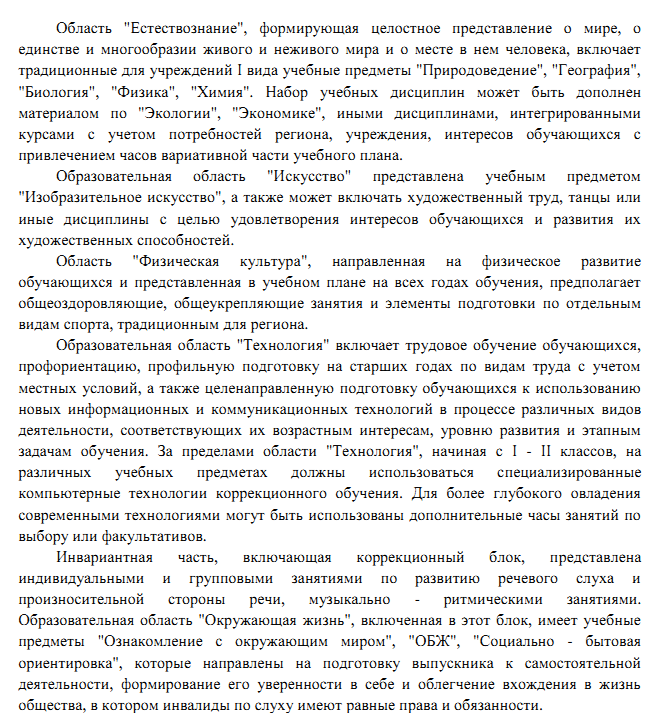 Область "Естествознание", формирующая целостное представление о мире, о
единстве и многообразии живого и неживого мира и о месте в нем человека, включает
традиционные для учреждений I вида учебные предметы "Природоведение", "География",
"Биология", "Физика", "Химия". Набор учебных дисциплин может быть дополнен
материалом по "Экологии", "Экономике", иными дисциплинами, интегрированными
курсами с учетом потребностей региона, учреждения, интересов обучающихся с
привлечением часов вариативной части учебного плана.
Образовательная область "Искусство" представлена учебным предметом
"Изобразительное искусство", а также может включать художественный труд, танцы или
иные дисциплины с целью удовлетворения интересов обучающихся и развития их
художественных способностей.
Область "Физическая культура", направленная на физическое развитие
обучающихся и представленная в учебном плане на всех годах обучения, предполагает
общеоздоровляющие, общеукрепляющие занятия и элементы подготовки по отдельным
видам спорта, традиционным для региона.
Образовательная область "Технология" включает трудовое обучение обучающихся,
профориентацию, профильную подготовку на старших годах по видам труда с учетом
местных условий, а также целенаправленную подготовку обучающихся к использованию
новых информационных и коммуникационных технологий в процессе различных видов
деятельности, соответствующих их возрастным интересам, уровню развития и этапным
задачам обучения. За пределами области "Технология", начиная с I - II классов, на
различных учебных предметах должны использоваться специализированные
компьютерные технологии коррекционного обучения. Для более глубокого овладения
современными технологиями могут быть использованы дополнительные часы занятий по
выбору или факультативов.
Инвариантная часть, включающая коррекционный блок, представлена
индивидуальными и групповыми занятиями по развитию речевого слуха и
произносительной стороны речи, музыкально - ритмическими занятиями.
Образовательная область "Окружающая жизнь", включенная в этот блок, имеет учебные
предметы "Ознакомление с окружающим миром", "ОБЖ", "Социально - бытовая
ориентировка", которые направлены на подготовку выпускника к самостоятельной
деятельности, формирование его уверенности в себе и облегчение вхождения в жизнь
общества, в котором инвалиды по слуху имеют равные права и обязанности.